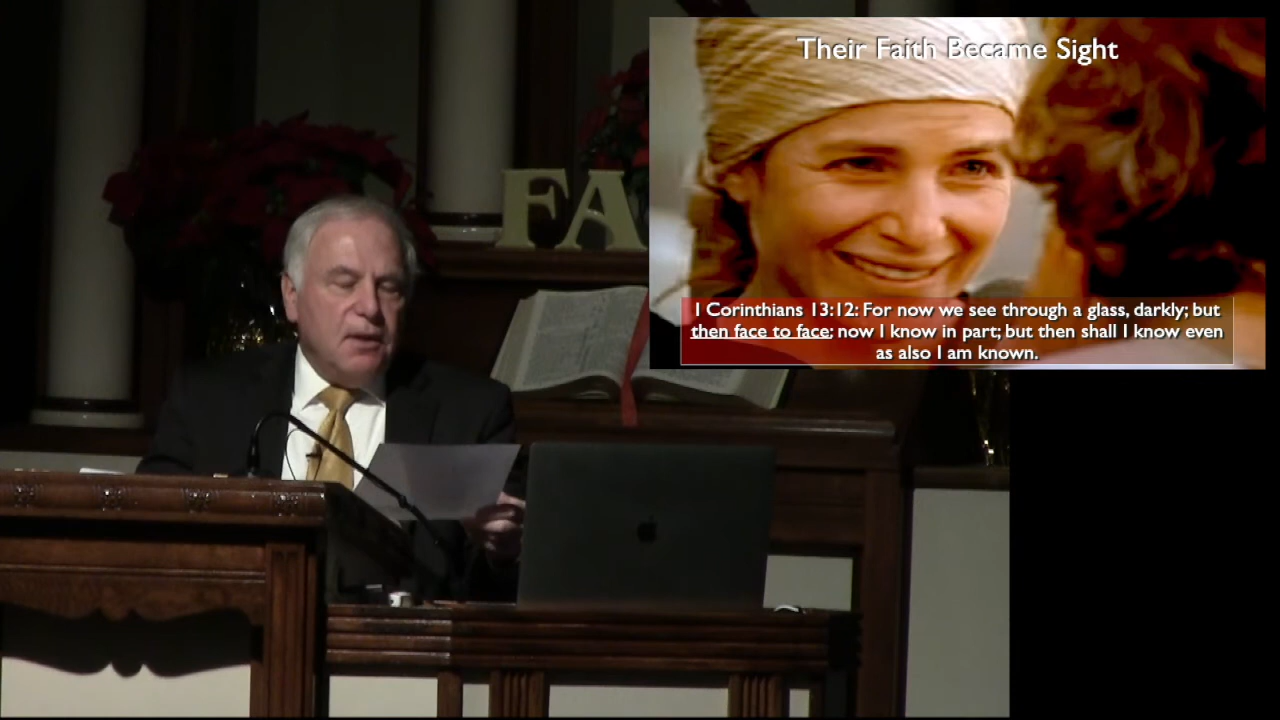 Their Faith Became Sight
FA
1 Corinthians 13:12: For now we see through a glass, darkly; but
then face to face; now I know in part; but then shall I know even
as also I am known.